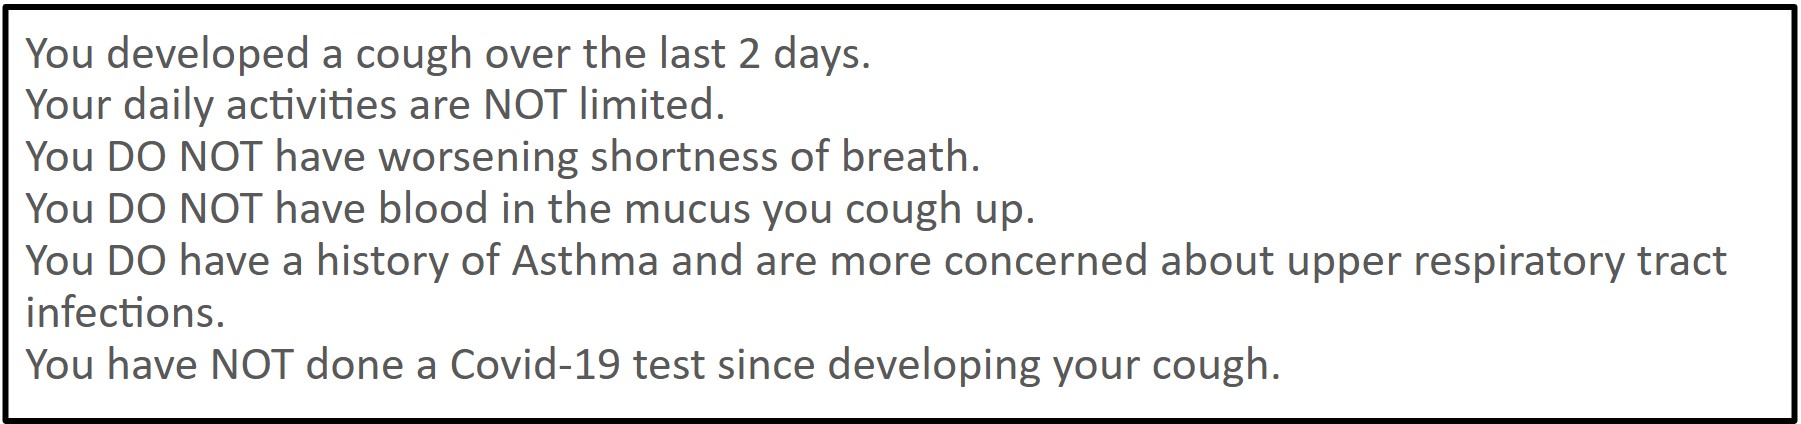 You developed a cough over the last 2 days.
Your daily activities are NOT limited.
You DO NOT have worsening shortness of breath.
You DO NOT have blood in the mucus you cough up.
You DO have a history of Asthma and are more concerned about upper respiratory tract
infections.
You have NOT done a Covid-19 test since developing your cough.